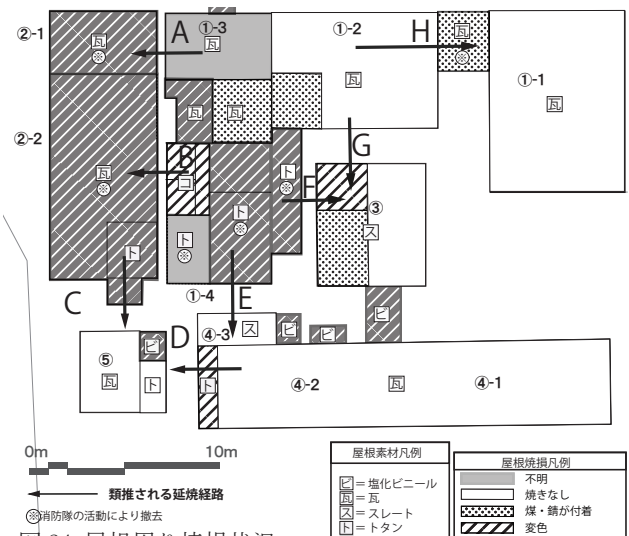 ②-1
A
①-3
①-2
H
瓦
※
瓦
瓦
瓦
※
①-1
瓦
瓦
瓦
②-2
B
G
瓦
※
コ
ト
※
F
ト
※
③
ス
ト
ト
※
①-4
C
E
ビ
D
④-3
ス
ビ
ビ
⑤
ビ
瓦
ト
ト
④-2
瓦
④-1
0m
10m
類推される延焼経路
※消防隊の活動により撤去
屋根素材凡例
ビ=塩化ビニール
瓦=瓦
ス=スレート
ト=トタン
屋根焼損凡例
不明
焼きなし
煤・錆が付着
変色